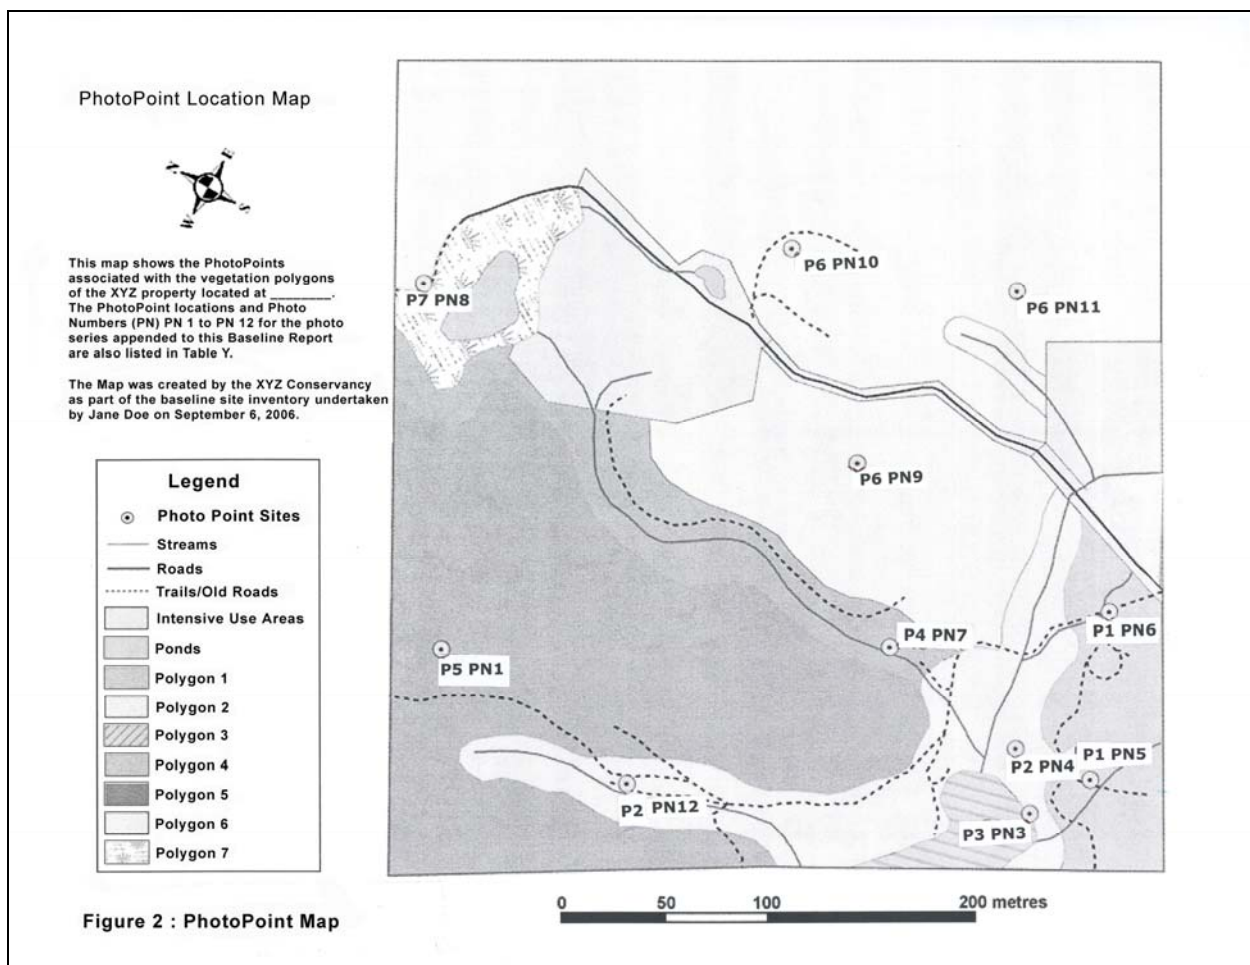 PhotoPoint Location Map
N
E
W
S
This map shows the PhotoPoints
associated with the vegetation polygons
of the XYZ property located at ________.
The PhotoPoint locations and Photo
Numbers (PN) PN 1 to PN 12 for the photo
series appended to this Baseline Report
are also listed in Table Y.
The Map was created by the XYZ Conservancy
as part of the baseline site inventory undertaken
by Jane Doe on September 6, 2006.
Legend
Photo Point Sites
Streams
Roads
Trails/Old Roads
Intensive Use Areas
Ponds
Polygon 1
Polygon 2
Polygon 3
Polygon 4
Polygon 5
Polygon 6
Polygon 7
P7 PN8
P6 PN10
P6 PN11
P6 PN9
P4 PN7
P1 PN6
P5 PN1
P2 PN4
P1 PN5
P2 PN12
P3 PN3
0 50 100 200 metres
Figure 2 : PhotoPoint Map